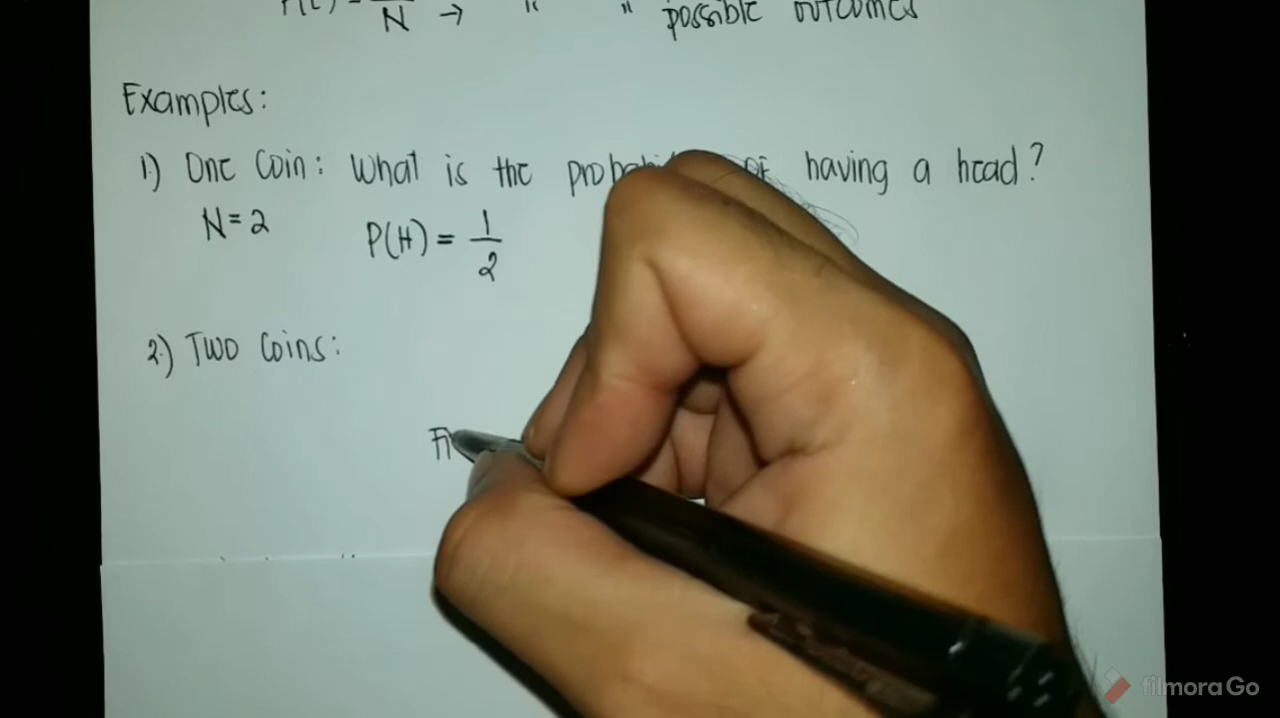 N → " " possible outcomes
Examples:
1.) One Coin: What is the of having a head?
N=2 P(H) = 1/2
2.) Two Coins:
Fi
filmoraGo